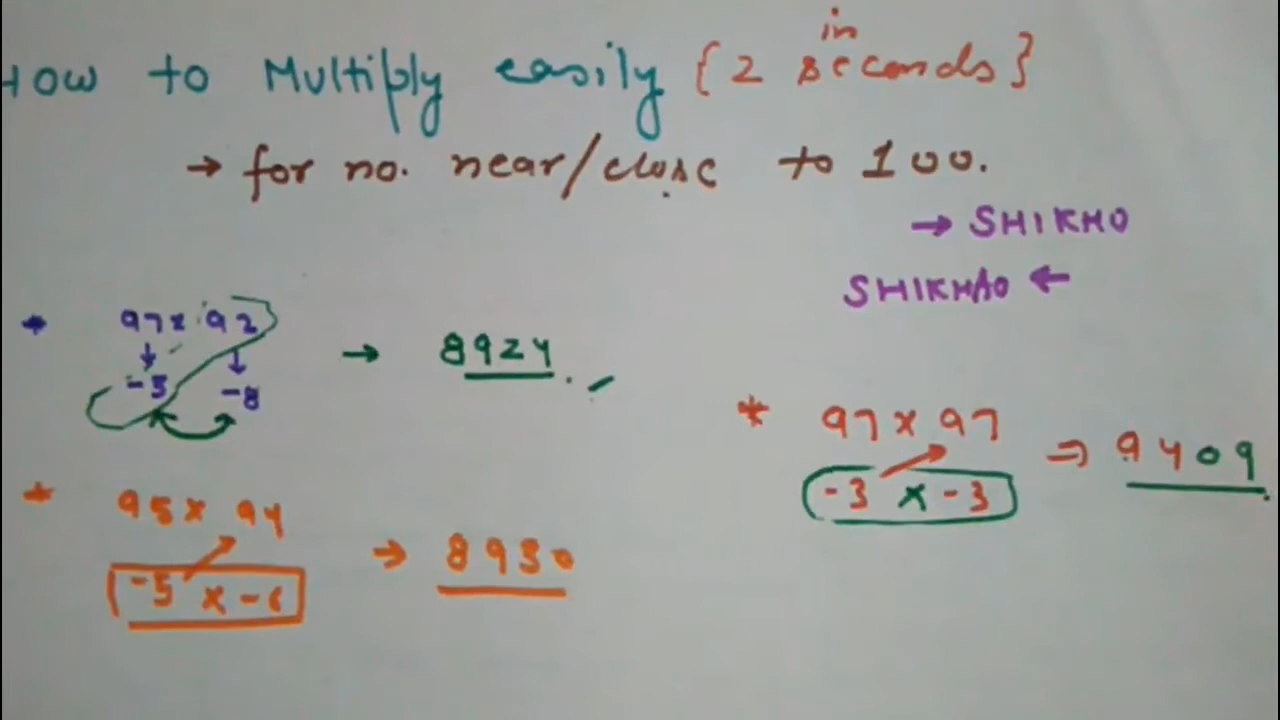 How to Multiply easily {2 in seconds}
→ for no. near/close to 100.
→ SHIKHO
SHIKHAO ←
* 97 x 92 → 8924.
-3 -8
* 97 x 97 ⇒ 9409.
-3 x -3
* 95 x 94 → 8930
-5 x -6